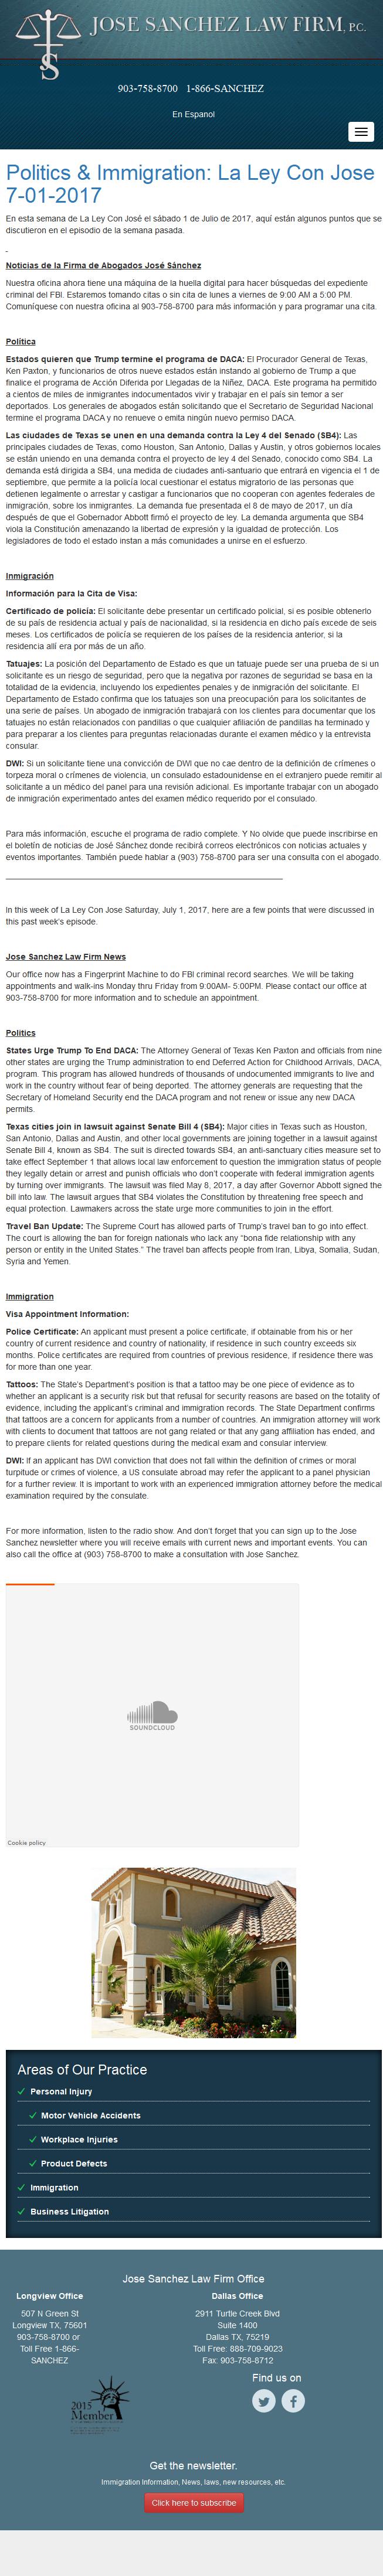 JOSE SANCHEZ LAW FIRM, P.C.
903-758-8700 1-866-SANCHEZ
En Espanol
Politics & Immigration: La Ley Con Jose
7-01-2017
En esta semana de La Ley Con José el sábado 1 de Julio de 2017, aquí están algunos puntos que se
discutieron en el episodio de la semana pasada.
Noticias de la Firma de Abogados José Sánchez
Nuestra oficina ahora tiene una máquina de la huella digital para hacer búsquedas del expediente
criminal del FBI. Estaremos tomando citas o sin cita de lunes a viernes de 9:00 AM a 5:00 PM.
Comuníquese con nuestra oficina al 903-758-8700 para más información y para programar una cita.
Política
Estados quieren que Trump termine el programa de DACA: El Procurador General de Texas,
Ken Paxton, y funcionarios de otros nueve estados están instando al gobierno de Trump a que
finalice el programa de Acción Diferida por Llegadas de la Niñez, DACA. Este programa ha permitido
a cientos de miles de inmigrantes indocumentados vivir y trabajar en el país sin temor a ser
deportados. Los generales de abogados están solicitando que el Secretario de Seguridad Nacional
termine el programa DACA y no renueve o emita ningún nuevo permiso DACA.
Las ciudades de Texas se unen en una demanda contra la Ley 4 del Senado (SB4): Las
principales ciudades de Texas, como Houston, San Antonio, Dallas y Austin, y otros gobiernos locales
se están uniendo en una demanda contra el proyecto de ley 4 del Senado, conocido como SB4. La
demanda está dirigida a SB4, una medida de ciudades anti-santuario que entrará en vigencia el 1 de
septiembre, que permite a la policía local cuestionar el estatus migratorio de las personas que
detienen legalmente o arrestar y castigar a funcionarios que no cooperan con agentes federales de
inmigración, sobre los inmigrantes. La demanda fue presentada el 8 de mayo de 2017, un día
después de que el Gobernador Abbott firmó el proyecto de ley. La demanda argumenta que SB4
viola la Constitución amenazando la libertad de expresión y la igualdad de protección. Los
legisladores de todo el estado instan a más comunidades a unirse en el esfuerzo.
Inmigración
Información para la Cita de Visa:
Certificado de policía: El solicitante debe presentar un certificado policial, si es posible obtenerlo
de su país de residencia actual y país de nacionalidad, si la residencia en dicho país excede de seis
meses. Los certificados de policía se requieren de los países de la residencia anterior, si la
residencia allí era por más de un año.
Tatuajes: La posición del Departamento de Estado es que un tatuaje puede ser una prueba de si un
solicitante es un riesgo de seguridad, pero que la negativa por razones de seguridad se basa en la
totalidad de la evidencia, incluyendo los expedientes penales y de inmigración del solicitante. El
Departamento de Estado confirma que los tatuajes son una preocupación para los solicitantes de
una serie de países. Un abogado de inmigración trabajará con los clientes para documentar que los
tatuajes no están relacionados con pandillas o que cualquier afiliación de pandillas ha terminado y
para preparar a los clientes para preguntas relacionadas durante el examen médico y la entrevista
consular.
DWI: Si un solicitante tiene una convicción de DWI que no cae dentro de la definición de crímenes o
torpeza moral o crímenes de violencia, un consulado estadounidense en el extranjero puede remitir al
solicitante a un médico del panel para una revisión adicional. Es importante trabajar con un abogado
de inmigración experimentado antes del examen médico requerido por el consulado.
Para más información, escuche el programa de radio complete. Y No olvide que puede inscribirse en
el boletín de noticias de José Sánchez donde recibirá correos electrónicos con noticias actuales y
eventos importantes. También puede hablar a (903) 758-8700 para ser una consulta con el abogado.
In this week of La Ley Con Jose Saturday, July 1, 2017, here are a few points that were discussed in
this past week's episode.
Jose Sanchez Law Firm News
Our office now has a Fingerprint Machine to do FBI criminal record searches. We will be taking
appointments and walk-ins Monday thru Friday from 9:00AM- 5:00PM. Please contact our office at
903-758-8700 for more information and to schedule an appointment.
Politics
States Urge Trump To End DACA: The Attorney General of Texas Ken Paxton and officials from nine
other states are urging the Trump administration to end Deferred Action for Childhood Arrivals, DACA,
program. This program has allowed hundreds of thousands of undocumented immigrants to live and
work in the country without fear of being deported. The attorney generals are requesting that the
Secretary of Homeland Security end the DACA program and not renew or issue any new DACA
permits.
Texas cities join in lawsuit against Senate Bill 4 (SB4): Major cities in Texas such as Houston,
San Antonio, Dallas and Austin, and other local governments are joining together in a lawsuit against
Senate Bill 4, known as SB4. The suit is directed towards SB4, an anti-sanctuary cities measure set to
take effect September 1 that allows local law enforcement to question the immigration status of people
they legally detain or arrest and punish officials who don't cooperate with federal immigration agents
by turning over immigrants. The lawsuit was filed May 8, 2017, a day after Governor Abbott signed the
bill into law. The lawsuit argues that SB4 violates the Constitution by threatening free speech and
equal protection. Lawmakers across the state urge more communities to join in the effort.
Travel Ban Update: The Supreme Court has allowed parts of Trump's travel ban to go into effect.
The court is allowing the ban for foreign nationals who lack any "bona fide relationship with any
person or entity in the United States." The travel ban affects people from Iran, Libya, Somalia, Sudan,
Syria and Yemen.
Immigration
Visa Appointment Information:
Police Certificate: An applicant must present a police certificate, if obtainable from his or her
country of current residence and country of nationality, if residence in such country exceeds six
months. Police certificates are required from countries of previous residence, if residence there was
for more than one year.
Tattoos: The State's Department's position is that a tattoo may be one piece of evidence as to
whether an applicant is a security risk but that refusal for security reasons are based on the totality of
evidence, including the applicant's criminal and immigration records. The State Department confirms
that tattoos are a concern for applicants from a number of countries. An immigration attorney will work
with clients to document that tattoos are not gang related or that any gang affiliation has ended, and
to prepare clients for related questions during the medical exam and consular interview.
DWI: If an applicant has DWI conviction that does not fall within the definition of crimes or moral
turpitude or crimes of violence, a US consulate abroad may refer the applicant to a panel physician
for a further review. It is important to work with an experienced immigration attorney before the medical
examination required by the consulate.
For more information, listen to the radio show. And don't forget that you can sign up to the Jose
Sanchez newsletter where you will receive emails with current news and important events. You can
also call the office at (903) 758-8700 to make a consultation with Jose Sanchez.
SOUNDCLOUD
Cookie policy
Areas of Our Practice
Personal Injury
Motor Vehicle Accidents
Workplace Injuries
Product Defects
Immigration
Business Litigation
Jose Sanchez Law Firm Office
Longview Office
507 N Green St
Longview TX, 75601
903-758-8700 or
Toll Free 1-866-
SANCHEZ
Dallas Office
2911 Turtle Creek Blvd
Suite 1400
Dallas TX, 75219
Toll Free: 888-709-9023
Fax: 903-758-8712
2015
Member
Find us on
Get the newsletter.
Immigration Information, News, laws, new resources, etc.
Click here to subscribe